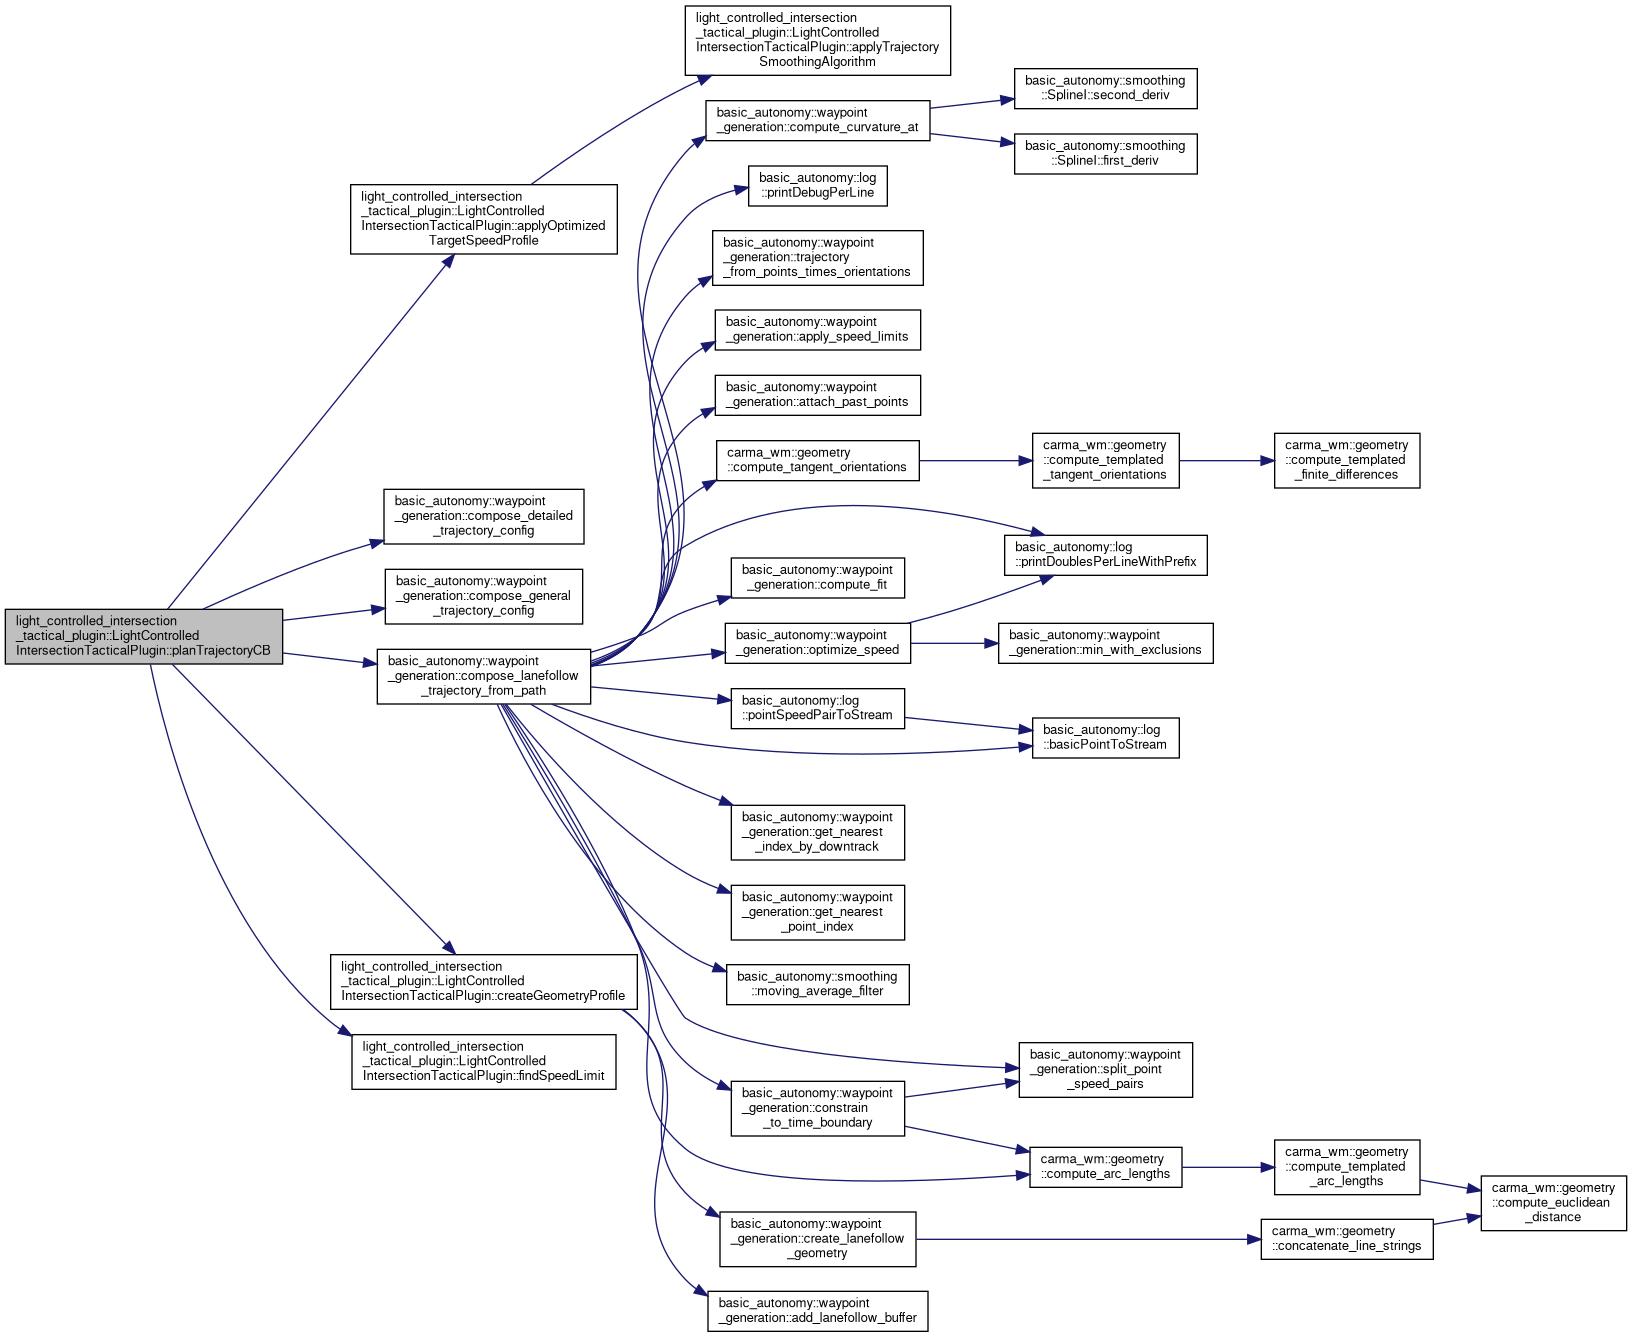 light_controlled_intersection
_tactical_plugin::LightControlled
IntersectionTacticalPlugin::planTrajectoryCB
light_controlled_intersection
_tactical_plugin::LightControlled
IntersectionTacticalPlugin::applyOptimized
TargetSpeedProfile
light_controlled_intersection
_tactical_plugin::LightControlled
IntersectionTacticalPlugin::applyTrajectory
SmoothingAlgorithm
basic_autonomy::waypoint
_generation::compose_detailed
_trajectory_config
basic_autonomy::waypoint
_generation::compose_general
_trajectory_config
basic_autonomy::waypoint
_generation::compose_lanefollow
_trajectory_from_path
basic_autonomy::waypoint
_generation::compute_curvature_at
basic_autonomy::smoothing
::SplineI::second_deriv
basic_autonomy::smoothing
::SplineI::first_deriv
basic_autonomy::log
::printDebugPerLine
basic_autonomy::waypoint
_generation::trajectory
_from_points_times_orientations
basic_autonomy::waypoint
_generation::apply_speed_limits
basic_autonomy::waypoint
_generation::attach_past_points
carma_wm::geometry
::compute_tangent_orientations
carma_wm::geometry
::compute_templated
_tangent_orientations
carma_wm::geometry
::compute_templated
_finite_differences
basic_autonomy::log
::printDoublesPerLineWithPrefix
basic_autonomy::waypoint
_generation::compute_fit
basic_autonomy::waypoint
_generation::optimize_speed
basic_autonomy::waypoint
_generation::min_with_exclusions
basic_autonomy::log
::pointSpeedPairToStream
basic_autonomy::log
::basicPointToStream
basic_autonomy::waypoint
_generation::get_nearest
_index_by_downtrack
basic_autonomy::waypoint
_generation::get_nearest
_point_index
basic_autonomy::smoothing
::moving_average_filter
basic_autonomy::waypoint
_generation::split_point
_speed_pairs
basic_autonomy::waypoint
_generation::constrain
_to_time_boundary
carma_wm::geometry
::compute_arc_lengths
carma_wm::geometry
::compute_templated
_arc_lengths
carma_wm::geometry
::compute_euclidean
_distance
light_controlled_intersection
_tactical_plugin::LightControlled
IntersectionTacticalPlugin::createGeometryProfile
basic_autonomy::waypoint
_generation::create_lanefollow
_geometry
carma_wm::geometry
::concatenate_line_strings
basic_autonomy::waypoint
_generation::add_lanefollow_buffer
light_controlled_intersection
_tactical_plugin::LightControlled
IntersectionTacticalPlugin::findSpeedLimit